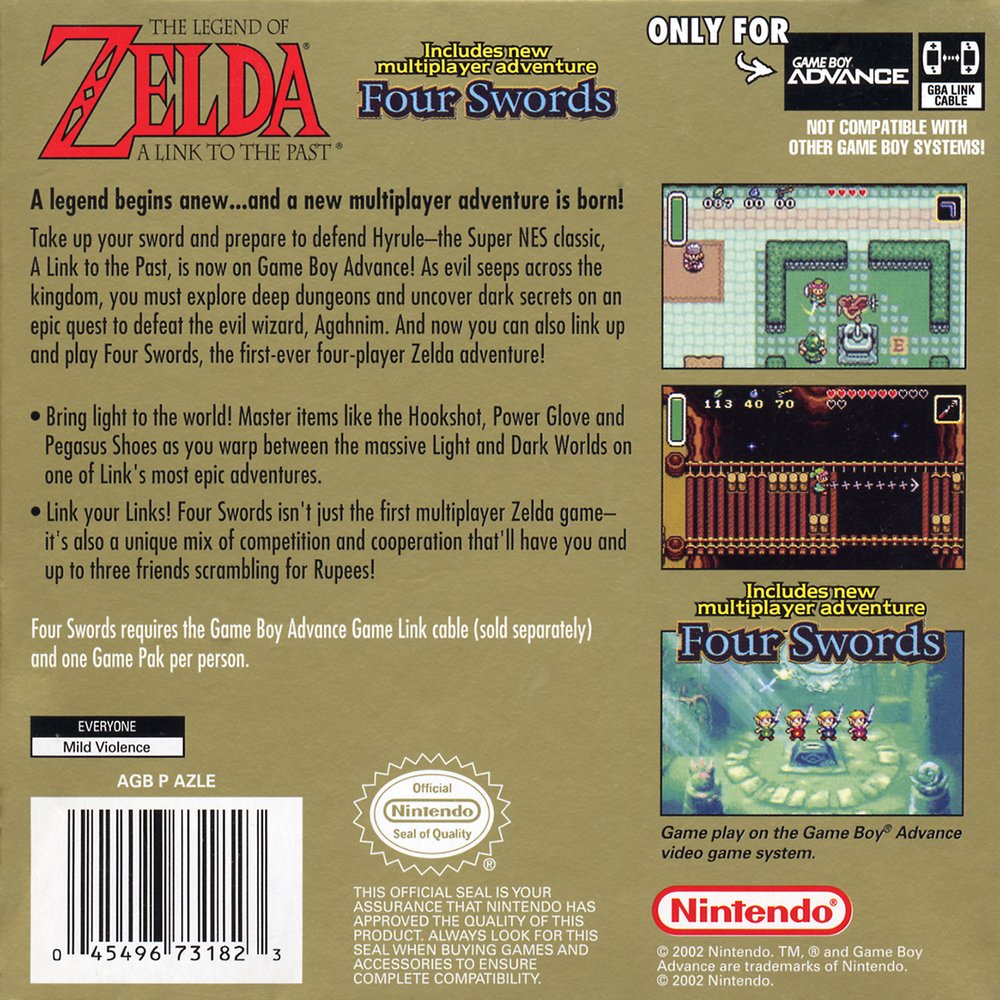 THE LEGEND OF
ZELDA®
A LINK TO THE PAST®
Includes new
multiplayer adventure
Four Swords
ONLY FOR
GAME BOY
ADVANCE
GBA LINK
CABLE
NOT COMPATIBLE WITH
OTHER GAME BOY SYSTEMS!
A legend begins anew...and a new multiplayer adventure is born!
Take up your sword and prepare to defend Hyrule–the Super NES classic,
A Link to the Past, is now on Game Boy Advance! As evil seeps across the
kingdom, you must explore deep dungeons and uncover dark secrets on an
epic quest to defeat the evil wizard, Agahnim. And now you can also link up
and play Four Swords, the first-ever four-player Zelda adventure!
• Bring light to the world! Master items like the Hookshot, Power Glove and
Pegasus Shoes as you warp between the massive Light and Dark Worlds on
one of Link's most epic adventures.
• Link your Links! Four Swords isn't just the first multiplayer Zelda game–
it's also a unique mix of competition and cooperation that'll have you and
up to three friends scrambling for Rupees!
Four Swords requires the Game Boy Advance Game Link cable (sold separately)
and one Game Pak per person.
087 00 00
E
113 40 70
Includes new
multiplayer adventure
Four Swords
Game play on the Game Boy® Advance
video game system.
EVERYONE
Mild Violence
AGB P AZLE
0 45496 73182 3
Official
Nintendo
Seal of Quality
®
THIS OFFICIAL SEAL IS YOUR
ASSURANCE THAT NINTENDO HAS
APPROVED THE QUALITY OF THIS
PRODUCT. ALWAYS LOOK FOR THIS
SEAL WHEN BUYING GAMES AND
ACCESSORIES TO ENSURE
COMPLETE COMPATIBILITY.
Nintendo®
© 2002 Nintendo. TM, ® and Game Boy
Advance are trademarks of Nintendo.
© 2002 Nintendo.